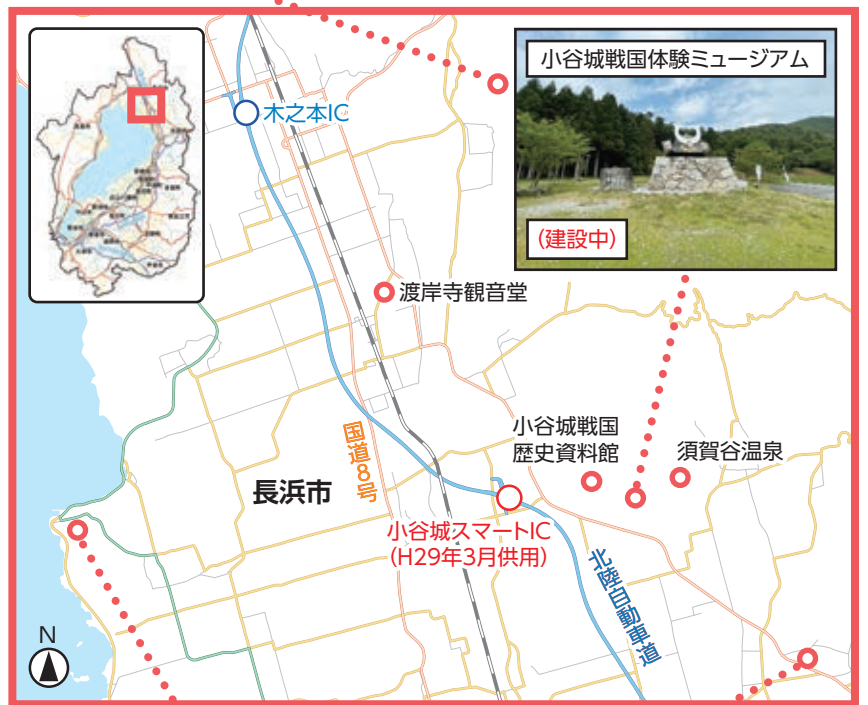 小谷城戦国体験ミュージアム
(建設中)
木之本IC
渡岸寺観音堂
国道8号
小谷城戦国
歴史資料館
須賀谷温泉
長浜市
小谷城スマートIC
(H29年3月供用)
北陸自動車道
N